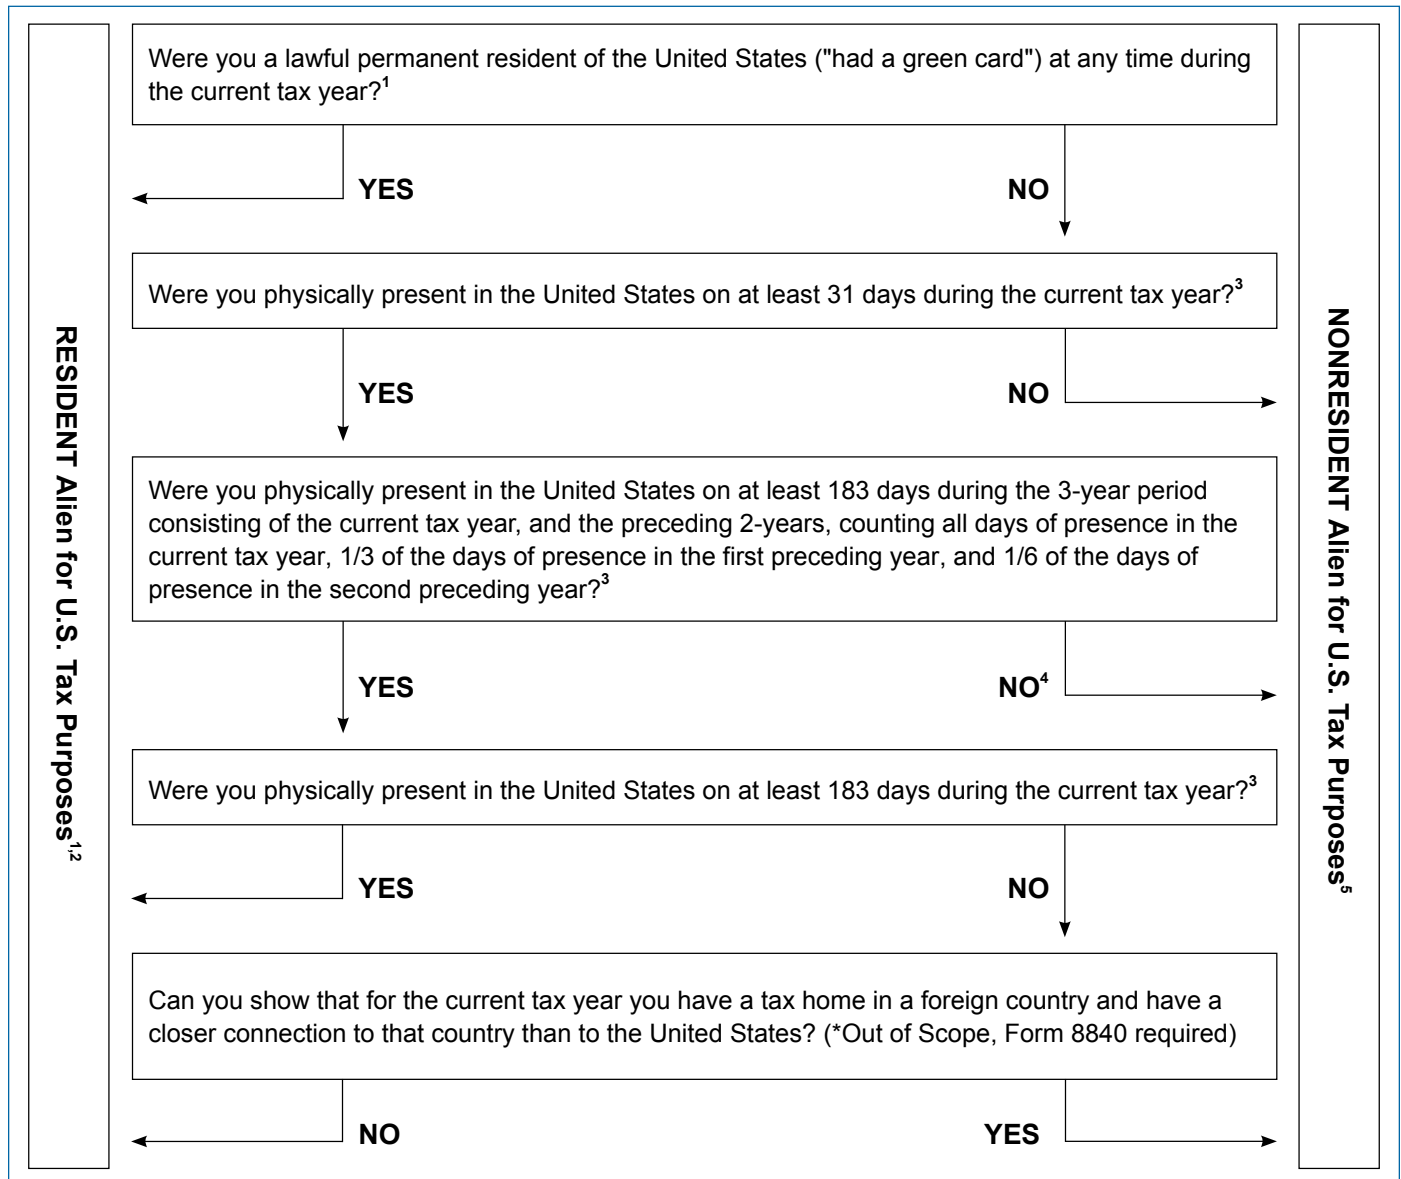 Were you a lawful permanent resident of the United States ("had a green card") at any time during
the current tax year?¹
YES
NO
Were you physically present in the United States on at least 31 days during the current tax year?³
YES
NO
Were you physically present in the United States on at least 183 days during the 3-year period
consisting of the current tax year, and the preceding 2-years, counting all days of presence in the
current tax year, 1/3 of the days of presence in the first preceding year, and 1/6 of the days of
presence in the second preceding year?³
YES
NO⁴
Were you physically present in the United States on at least 183 days during the current tax year?³
YES
NO
Can you show that for the current tax year you have a tax home in a foreign country and have a
closer connection to that country than to the United States? (*Out of Scope, Form 8840 required)
NO
YES
RESIDENT Alien for U.S. Tax Purposes¹,²
NONRESIDENT Alien for U.S. Tax Purposes⁵